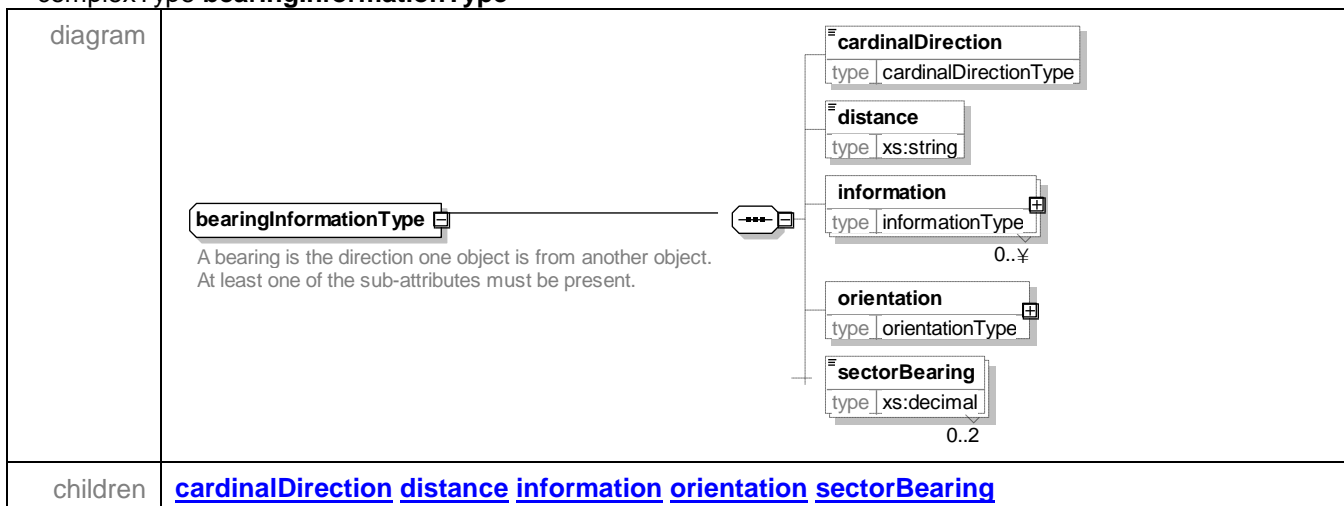 complexType bearingInformationType
diagram
cardinalDirection
type cardinalDirectionType
distance
type xs:string
information
type informationType
0..¥
bearingInformationType
A bearing is the direction one object is from another object.
At least one of the sub-attributes must be present.
orientation
type orientationType
sectorBearing
type xs:decimal
0..2
children cardinalDirection distance information orientation sectorBearing